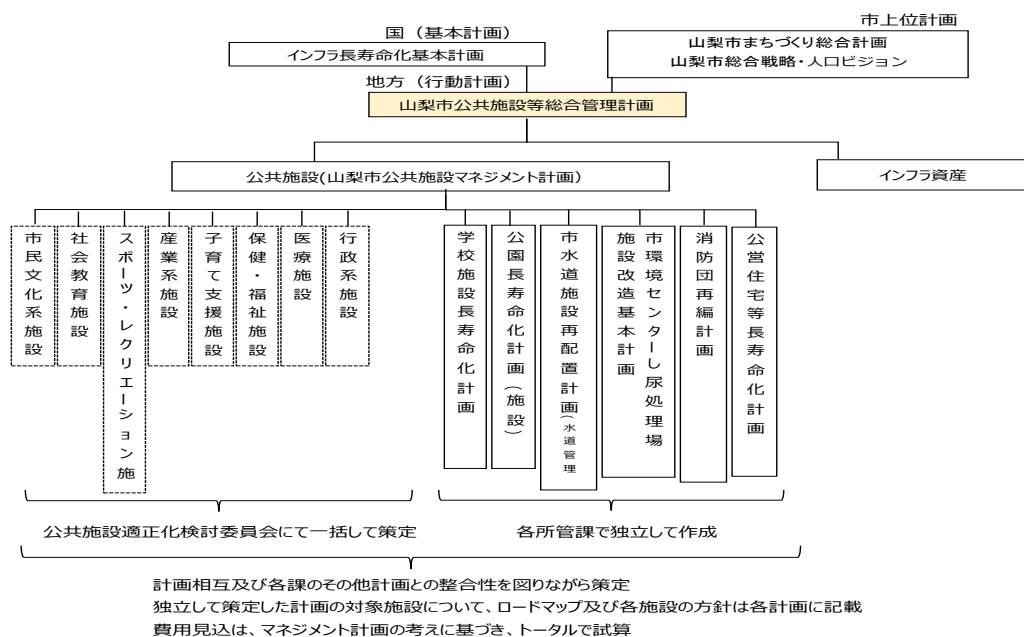 国（基本計画）
インフラ長寿命化基本計画
市上位計画
山梨市まちづくり総合計画
山梨市総合戦略・人口ビジョン
地方（行動計画）
山梨市公共施設等総合管理計画
公共施設(山梨市公共施設マネジメント計画）
インフラ資産
市民文化系施設
社会教育施設
スポーツ・レクリエーション施
産業系施設
子育て支援施設
保健・福祉施設
医療施設
行政系施設
学校施設長寿命化計画
公園長寿命化計画（施設）
市水道施設再配置計画（水道管理
市環境センターし尿処理場
施設改造基本計画
消防団再編計画
公営住宅等長寿命化計画
公共施設適正化検討委員会にて一括して策定
各所管課で独立して作成
計画相互及び各課のその他計画との整合性を図りながら策定
独立して策定した計画の対象施設について、ロードマップ及び各施設の方針は各計画に記載
費用見込は、マネジメント計画の考えに基づき、トータルで試算